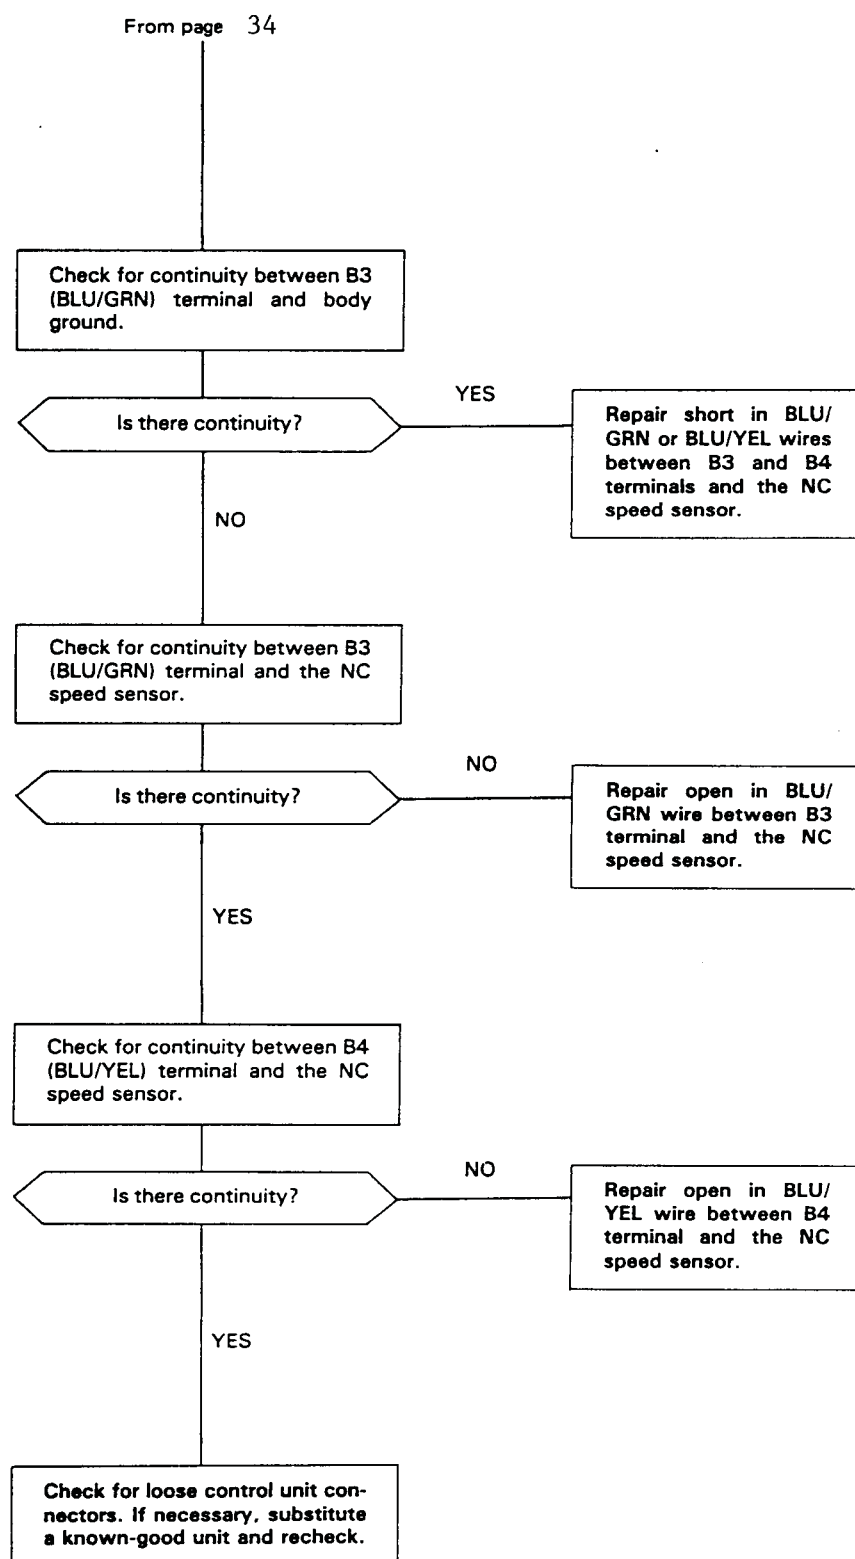 From page 34
Check for continuity between B3
(BLU/GRN) terminal and body
ground.
Is there continuity?
YES
Repair short in BLU/
GRN or BLU/YEL wires
between B3 and B4
terminals and the NC
speed sensor.
NO
Check for continuity between B3
(BLU/GRN) terminal and the NC
speed sensor.
Is there continuity?
NO
Repair open in BLU/
GRN wire between B3
terminal and the NC
speed sensor.
YES
Check for continuity between B4
(BLU/YEL) terminal and the NC
speed sensor.
Is there continuity?
NO
Repair open in BLU/
YEL wire between B4
terminal and the NC
speed sensor.
YES
Check for loose control unit con-
nectors. If necessary, substitute
a known-good unit and recheck.